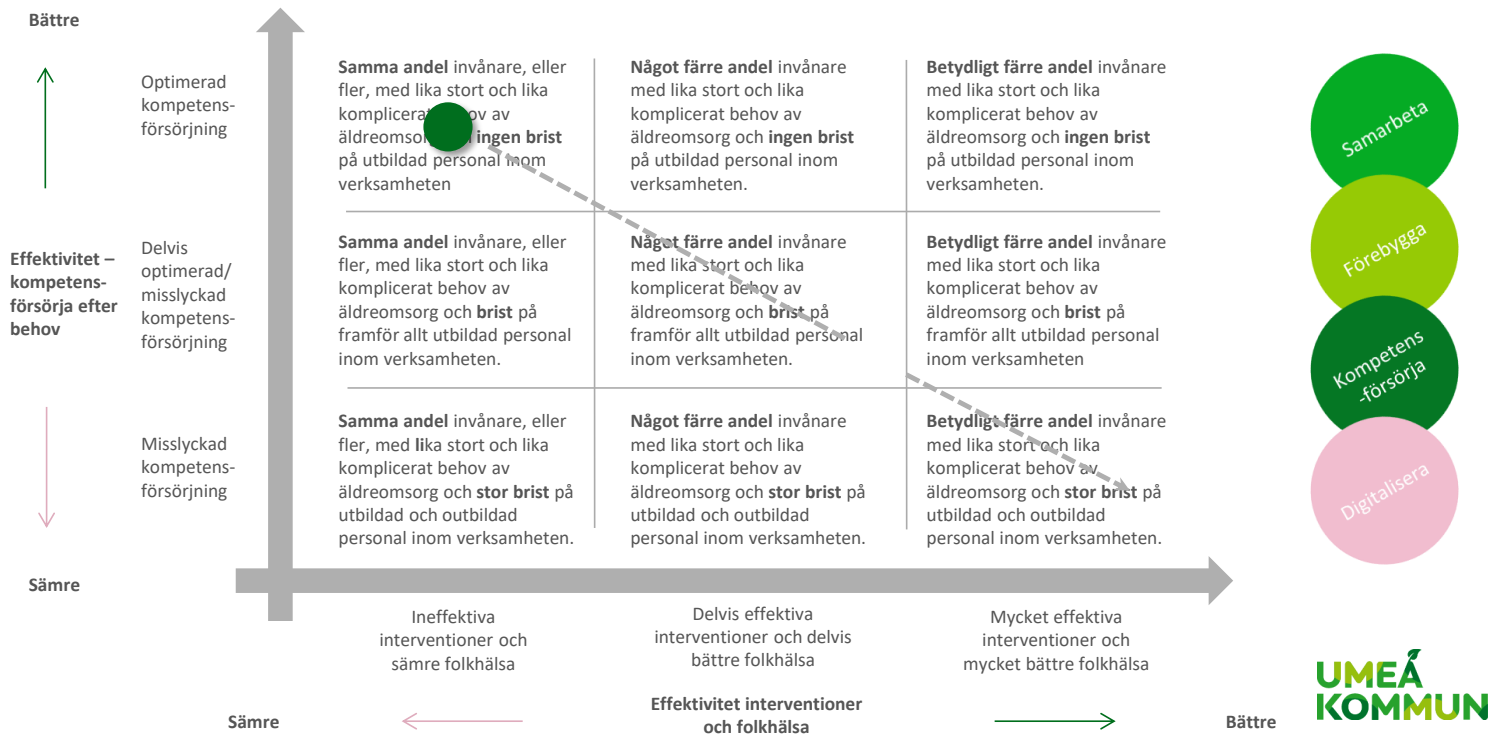 Bättre
Optimerad
kompetens-
försörjning
Samma andel invånare, eller
fler, med lika stort och lika
komplicerat behov av
äldreomsorg ingen brist
på utbildad personal inom
verksamheten
Något färre andel invånare
med lika stort och lika
komplicerat behov av
äldreomsorg och ingen brist
på utbildad personal inom
verksamheten.
Betydligt färre andel invånare
med lika stort och lika
komplicerat behov av
äldreomsorg och ingen brist
på utbildad personal inom
verksamheten.
Effektivitet –
kompetens-
försörja efter
behov
Delvis
optimerad/
misslyckad
kompetens-
försörjning
Samma andel invånare, eller
fler, med lika stort och lika
komplicerat behov av
äldreomsorg och brist på
framför allt utbildad personal
inom verksamheten.
Något färre andel invånare
med lika stort och lika
komplicerat behov av
äldreomsorg och brist på
framför allt utbildad personal
inom verksamheten.
Betydligt färre andel invånare
med lika stort och lika
komplicerat behov av
äldreomsorg och brist på
framför allt utbildad personal
inom verksamheten
Misslyckad
kompetens-
försörjning
Samma andel invånare, eller
fler, med lika stort och lika
komplicerat behov av
äldreomsorg och stor brist på
utbildad och outbildad
personal inom verksamheten.
Något färre andel invånare
med lika stort och lika
komplicerat behov av
äldreomsorg och stor brist på
utbildad och outbildad
personal inom verksamheten.
Betydligt färre andel invånare
med lika stort och lika
komplicerat behov av
äldreomsorg och stor brist på
utbildad och outbildad
personal inom verksamheten.
Sämre
Ineffektiva
interventioner och
sämre folkhälsa
Delvis effektiva
interventioner och delvis
bättre folkhälsa
Mycket effektiva
interventioner och
mycket bättre folkhälsa
Sämre
Effektivitet interventioner
och folkhälsa
Bättre
Samarbeta
Förebygga
Kompetens
-försörja
Digitalisera
UMEÅ
KOMMUN